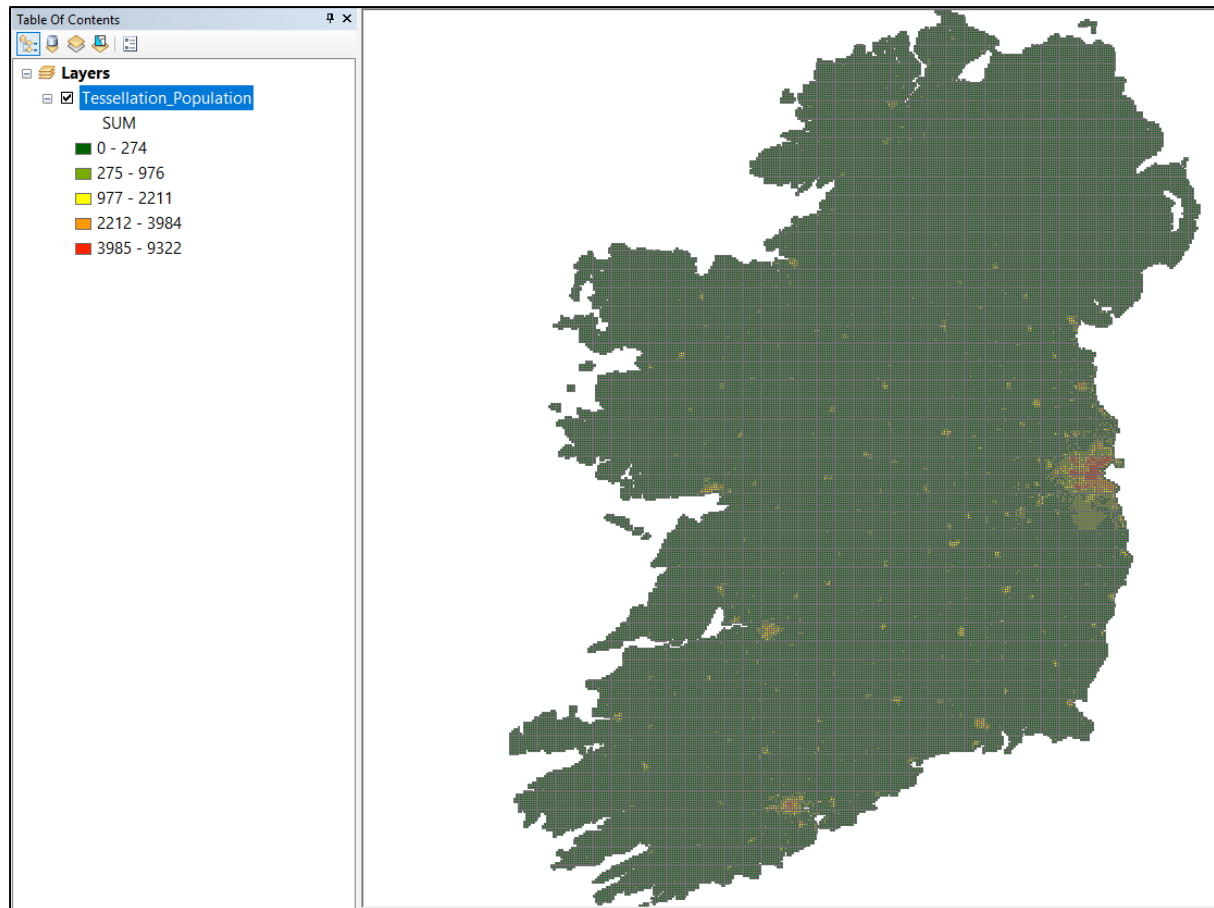 Table Of Contents
Layers
Tessellation_Population
SUM
0 - 274
275 - 976
977 - 2211
2212 - 3984
3985 - 9322